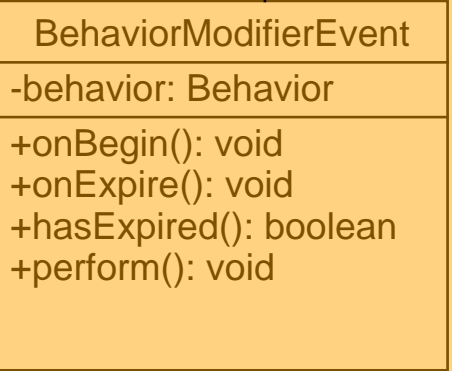 BehaviorModifierEvent
-behavior: Behavior
+onBegin(): void
+onExpire(): void
+hasExpired(): boolean
+perform(): void